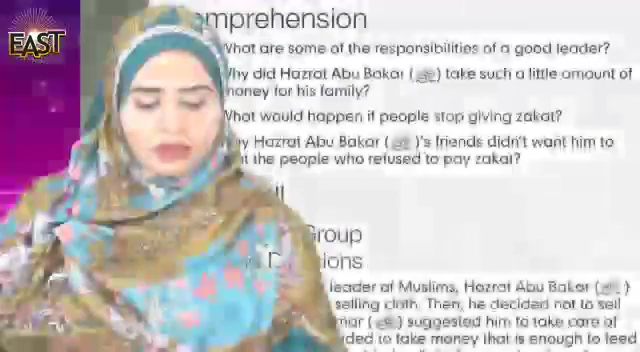 EAST
omprehension
What are some of the responsibilities of a good leader?
Why did Hazrat Abu Bakar ( ) take such a little amount of
money for his family?
What would happen if people stop giving zakat?
hy Hazrat Abu Bakar ( )'s friends didn't want him to
t the people who refused to pay zakat?
Group
leader of Muslims, Hazrat Abu Bakar ( )
selling cloth. Then, he decided not to sell
mar ( ) suggested him to take care of
ded to take money that is enough to feed